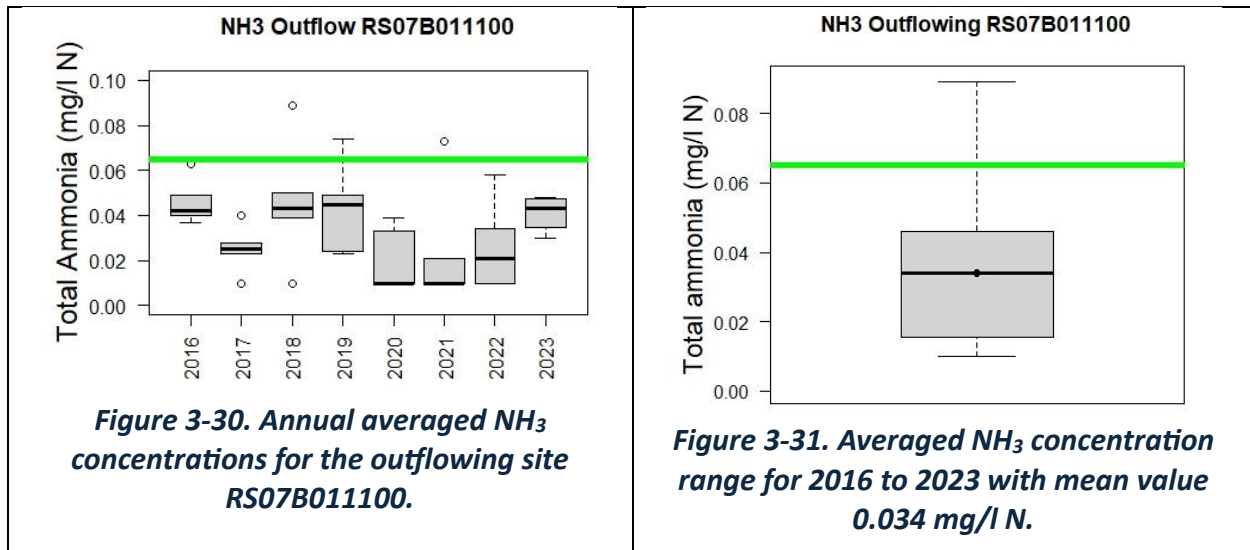 NH3 Outflow RS07B011100
Total Ammonia (mg/l N)
0.10
0.08
0.06
0.04
0.02
0.00
2016
2017
2018
2019
2020
2021
2022
2023
Figure 3-30. Annual averaged NH₃
concentrations for the outflowing site
RS07B011100.
NH3 Outflowing RS07B011100
Total ammonia (mg/l N)
0.08
0.06
0.04
0.02
0.00
Figure 3-31. Averaged NH₃ concentration
range for 2016 to 2023 with mean value
0.034 mg/l N.